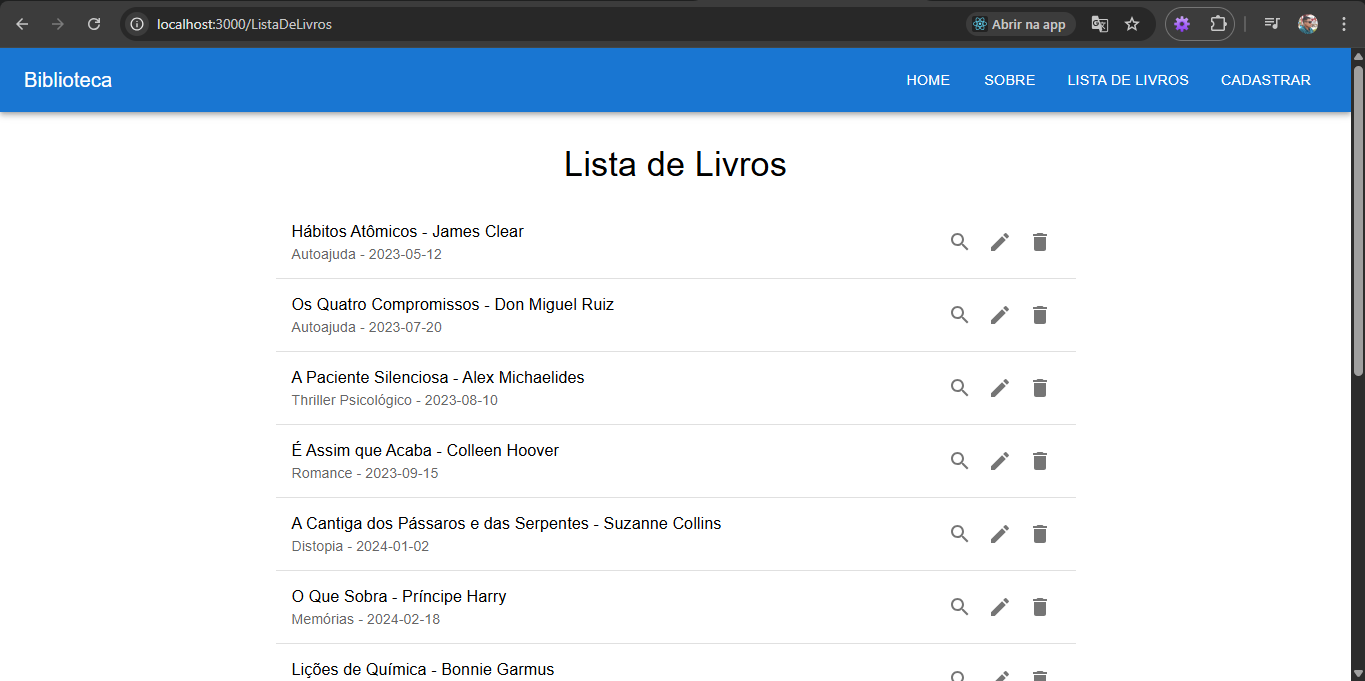 localhost:3000/ListaDeLivros
Abrir na app
Biblioteca
HOME
SOBRE
LISTA DE LIVROS
CADASTRAR
Lista de Livros
Hábitos Atômicos - James Clear
Autoajuda - 2023-05-12
Os Quatro Compromissos - Don Miguel Ruiz
Autoajuda - 2023-07-20
A Paciente Silenciosa - Alex Michaelides
Thriller Psicológico - 2023-08-10
É Assim que Acaba - Colleen Hoover
Romance - 2023-09-15
A Cantiga dos Pássaros e das Serpentes - Suzanne Collins
Distopia - 2024-01-02
O Que Sobra - Príncipe Harry
Memórias - 2024-02-18
Lições de Química - Bonnie Garmus